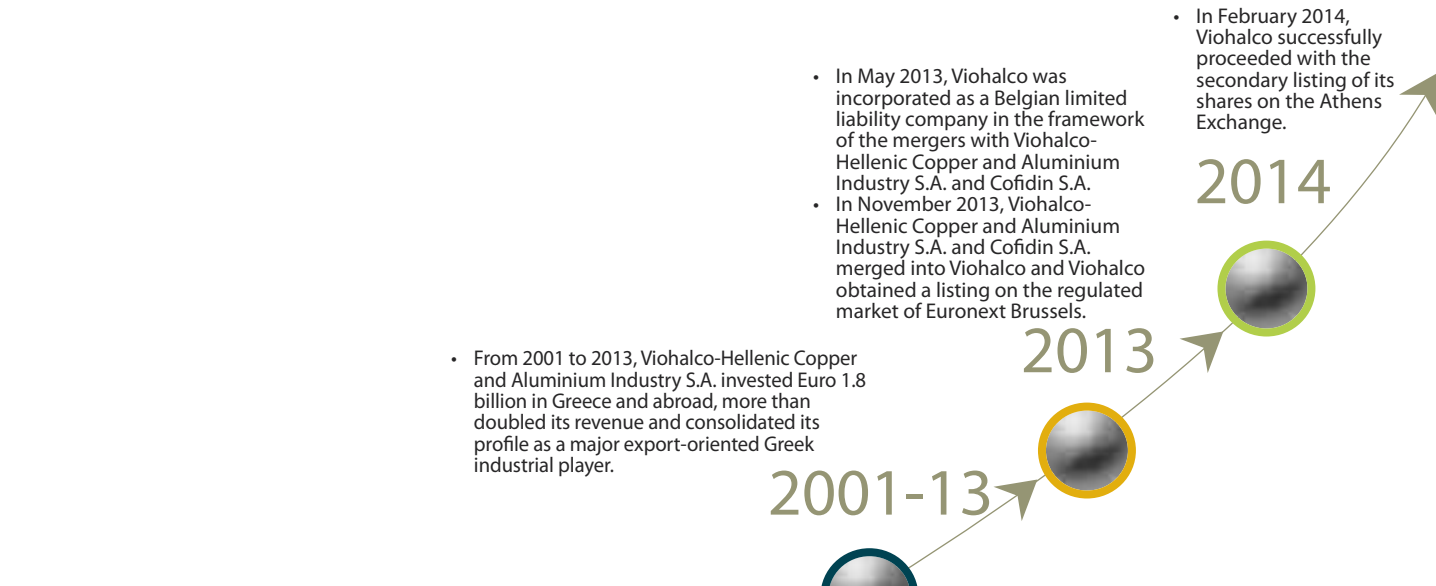 • In February 2014,
Viohalco successfully
proceeded with the
secondary listing of its
shares on the Athens
Exchange.
2014
• In May 2013, Viohalco was
incorporated as a Belgian limited
liability company in the framework
of the mergers with Viohalco-
Hellenic Copper and Aluminium
Industry S.A. and Cofidin S.A.
• In November 2013, Viohalco-
Hellenic Copper and Aluminium
Industry S.A. and Cofidin S.A.
merged into Viohalco and Viohalco
obtained a listing on the regulated
market of Euronext Brussels.
2013
• From 2001 to 2013, Viohalco-Hellenic Copper
and Aluminium Industry S.A. invested Euro 1.8
billion in Greece and abroad, more than
doubled its revenue and consolidated its
profile as a major export-oriented Greek
industrial player.
2001-13